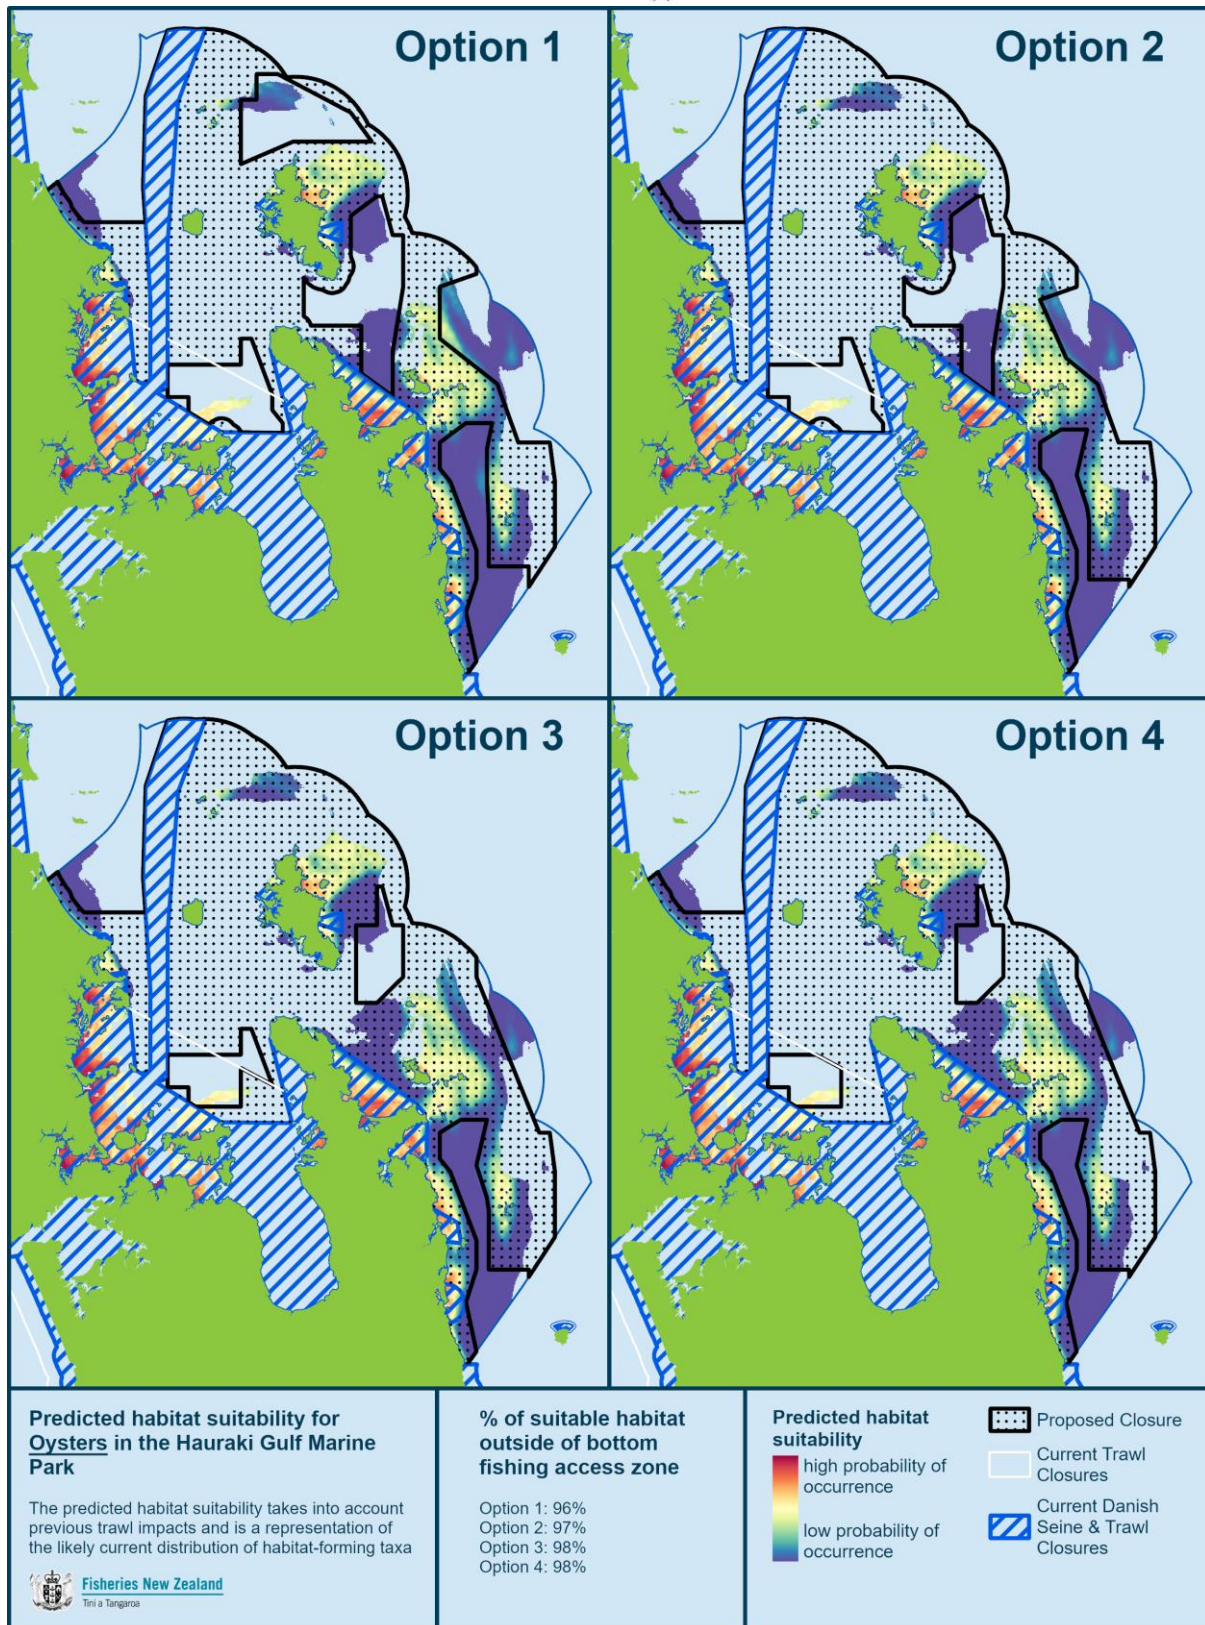 Option 1
Option 2
Option 3
Option 4
Predicted habitat suitability for
Oysters in the Hauraki Gulf Marine
Park
The predicted habitat suitability takes into account
previous trawl impacts and is a representation of
the likely current distribution of habitat-forming taxa
Fisheries New Zealand
Tini a Tangaroa
% of suitable habitat
outside of bottom
fishing access zone
Option 1: 96%
Option 2: 97%
Option 3: 98%
Option 4: 98%
Predicted habitat
suitability
high probability of
occurrence
low probability of
occurrence
Proposed Closure
Current Trawl
Closures
Current Danish
Seine & Trawl
Closures